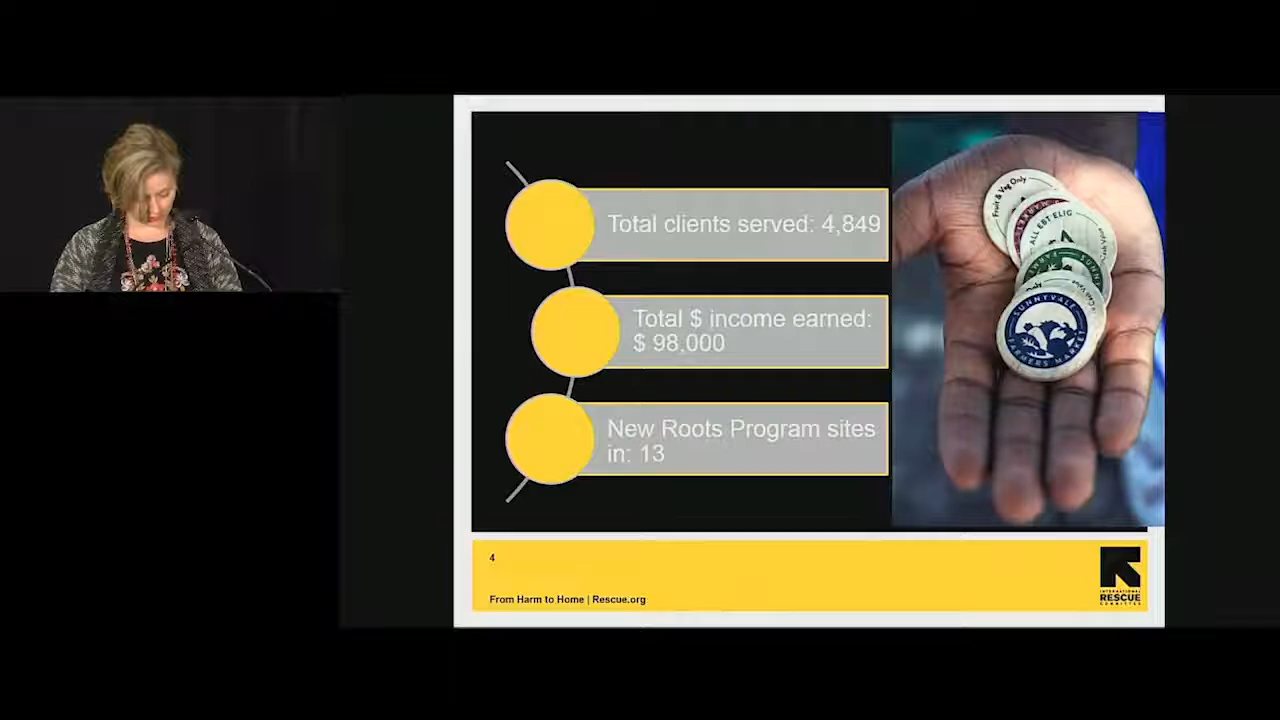 Total clients served: 4,849
Total $ income earned:
$ 98,000
New Roots Program sites
in: 13
Fruit & Veg Only
ALL EBT ELIG
SUNNYVALE
FARMERS MARKET
4
From Harm to Home | Rescue.org
INTERNATIONAL
RESCUE
COMMITTEE